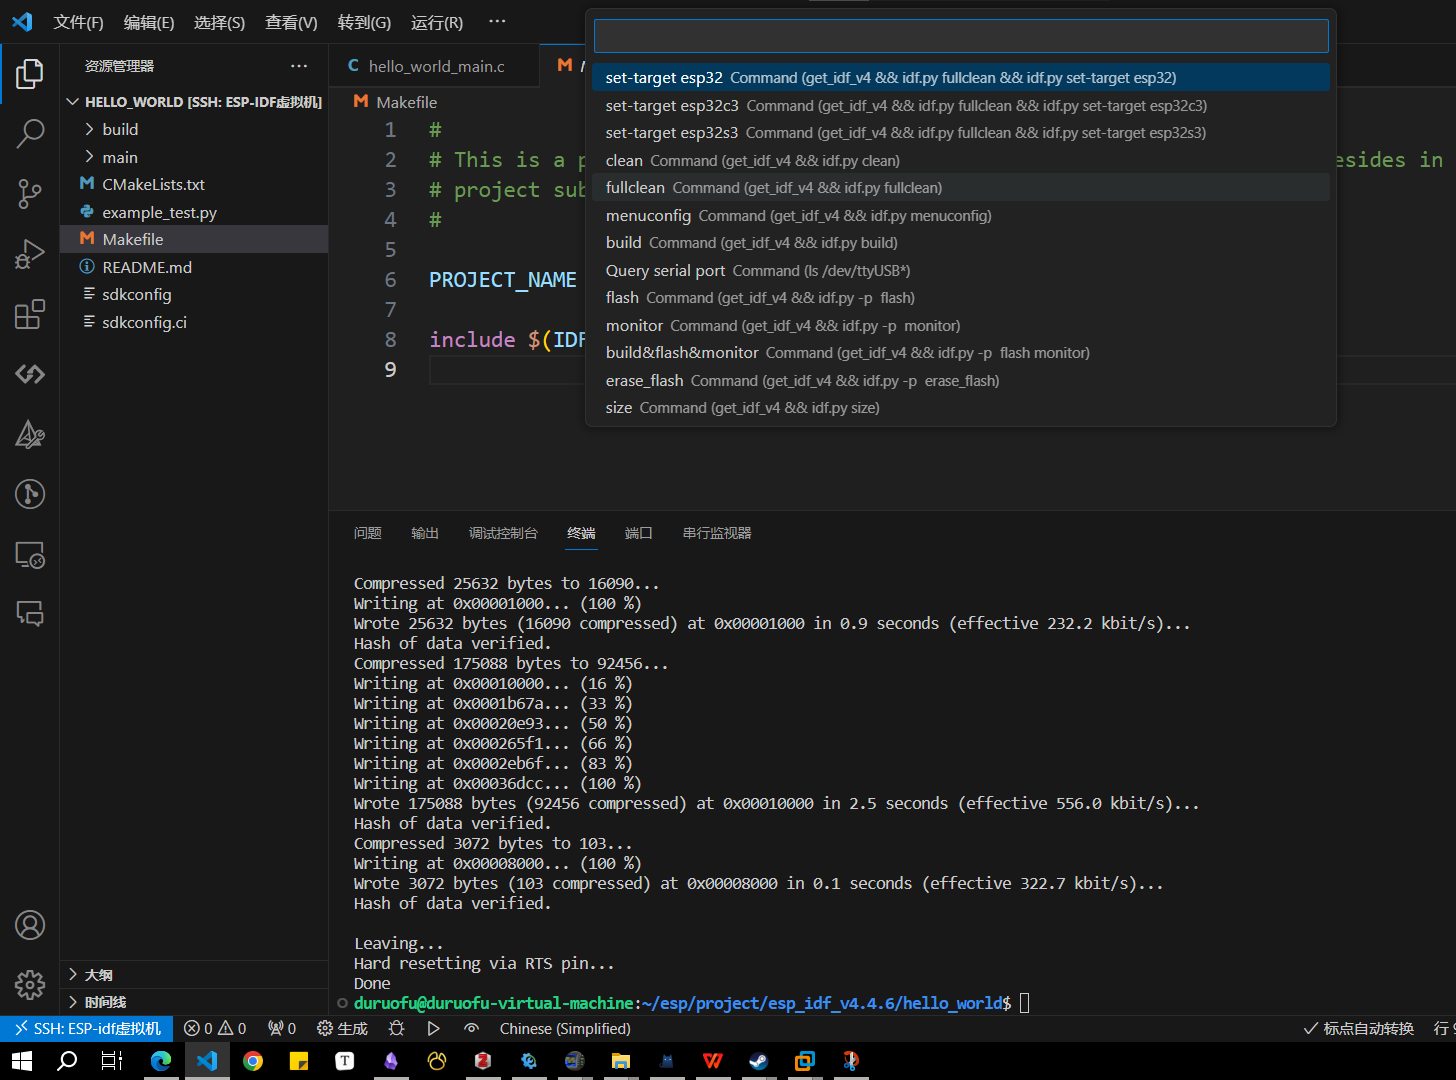 文件(F) 编辑(E) 选择(S) 查看(V) 转到(G) 运行(R) ···
资源管理器 ···
HELLO_WORLD [SSH: ESP-IDF虚拟机]
build
main
CMakeLists.txt
example_test.py
Makefile
README.md
sdkconfig
sdkconfig.ci
大纲
时间线
hello_world_main.c
Makefile
1 #
2 # This is a p esides in
3 # project sub
4 #
5
6 PROJECT_NAME
7
8 include $(IDF
9
set-target esp32 Command (get_idf_v4 && idf.py fullclean && idf.py set-target esp32)
set-target esp32c3 Command (get_idf_v4 && idf.py fullclean && idf.py set-target esp32c3)
set-target esp32s3 Command (get_idf_v4 && idf.py fullclean && idf.py set-target esp32s3)
clean Command (get_idf_v4 && idf.py clean)
fullclean Command (get_idf_v4 && idf.py fullclean)
menuconfig Command (get_idf_v4 && idf.py menuconfig)
build Command (get_idf_v4 && idf.py build)
Query serial port Command (ls /dev/ttyUSB*)
flash Command (get_idf_v4 && idf.py -p  flash)
monitor Command (get_idf_v4 && idf.py -p  monitor)
build&flash&monitor Command (get_idf_v4 && idf.py -p  flash monitor)
erase_flash Command (get_idf_v4 && idf.py -p  erase_flash)
size Command (get_idf_v4 && idf.py size)
问题 输出 调试控制台 终端 端口 串行监视器
Compressed 25632 bytes to 16090...
Writing at 0x00001000... (100 %)
Wrote 25632 bytes (16090 compressed) at 0x00001000 in 0.9 seconds (effective 232.2 kbit/s)...
Hash of data verified.
Compressed 175088 bytes to 92456...
Writing at 0x00010000... (16 %)
Writing at 0x0001b67a... (33 %)
Writing at 0x00020e93... (50 %)
Writing at 0x000265f1... (66 %)
Writing at 0x0002eb6f... (83 %)
Writing at 0x00036dcc... (100 %)
Wrote 175088 bytes (92456 compressed) at 0x00010000 in 2.5 seconds (effective 556.0 kbit/s)...
Hash of data verified.
Compressed 3072 bytes to 103...
Writing at 0x00008000... (100 %)
Wrote 3072 bytes (103 compressed) at 0x00008000 in 0.1 seconds (effective 322.7 kbit/s)...
Hash of data verified.
Leaving...
Hard resetting via RTS pin...
Done
duruofu@duruofu-virtual-machine:~/esp/project/esp_idf_v4.4.6/hello_world$
SSH: ESP-idf虚拟机 0 0 0 生成 Chinese (Simplified) 标点自动转换 行 9